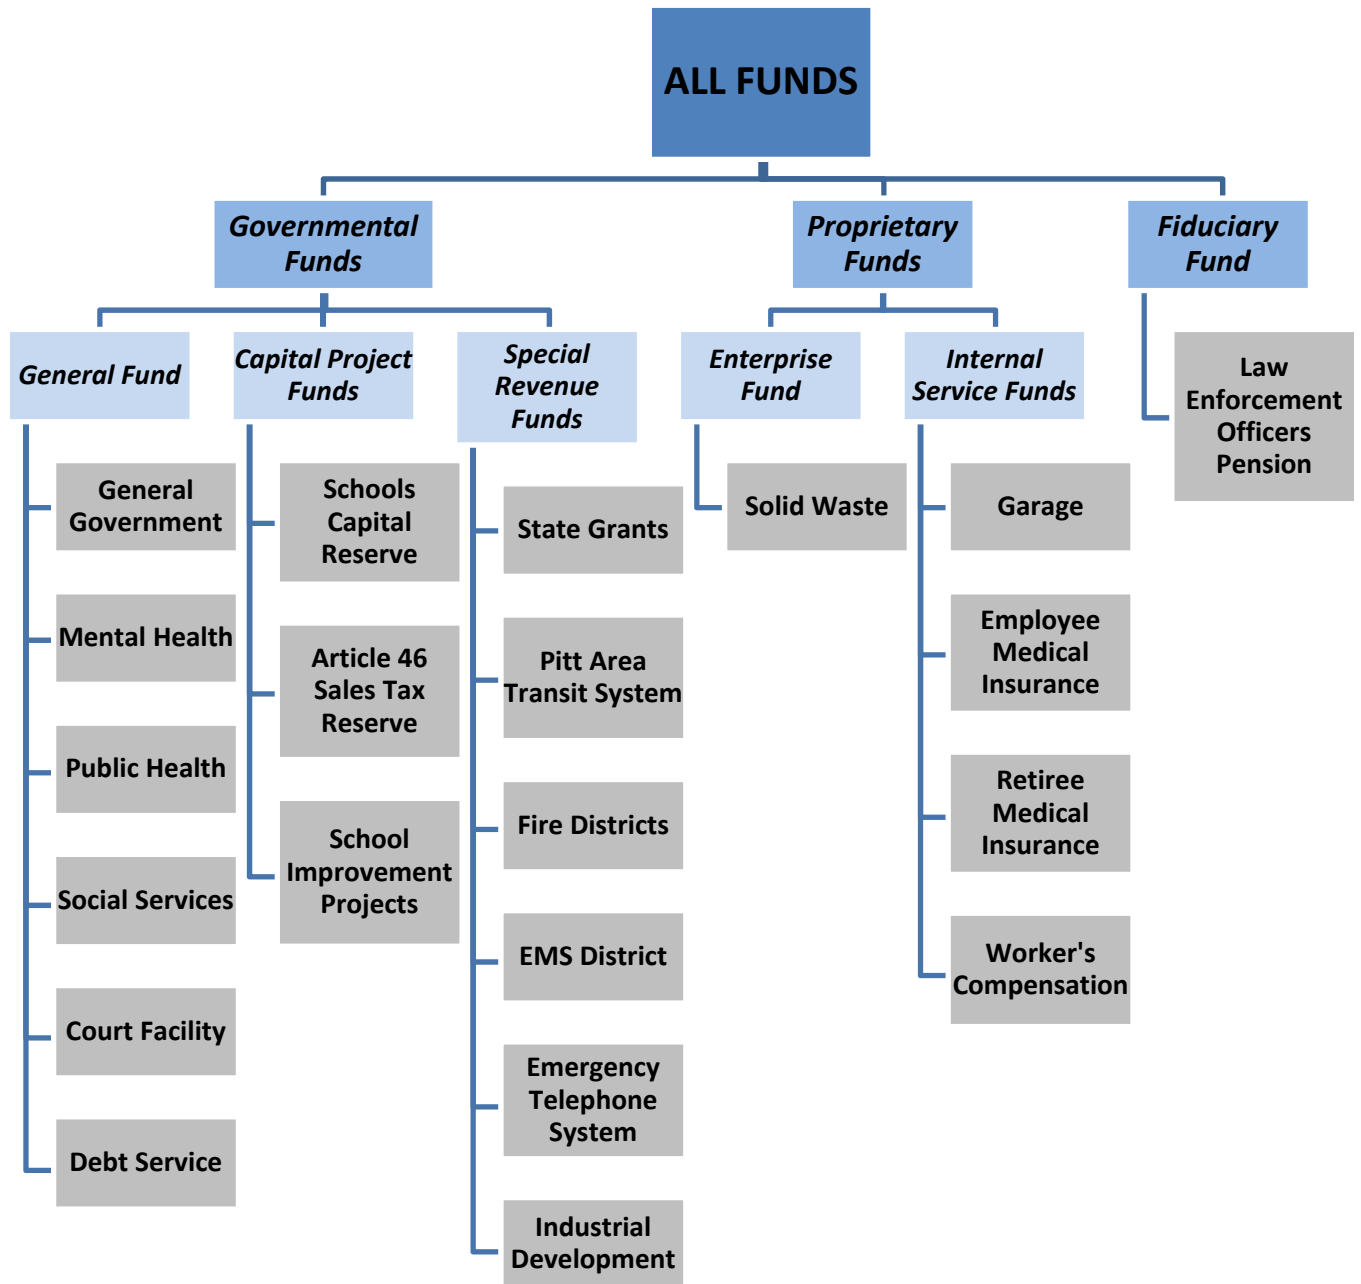 ALL FUNDS
Governmental
Funds
Proprietary
Funds
Fiduciary
Fund
General Fund
Capital Project
Funds
Special
Revenue
Funds
Enterprise
Fund
Internal
Service Funds
Law
Enforcement
Officers
Pension
General
Government
Mental Health
Public Health
Social Services
Court Facility
Debt Service
Schools
Capital
Reserve
Article 46
Sales Tax
Reserve
School
Improvement
Projects
State Grants
Pitt Area
Transit System
Fire Districts
EMS District
Emergency
Telephone
System
Industrial
Development
Solid Waste
Garage
Employee
Medical
Insurance
Retiree
Medical
Insurance
Worker's
Compensation